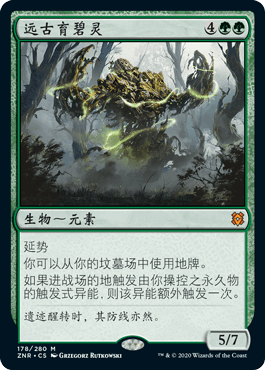 远古育碧灵 4
生物～元素
延势
你可以从你的坟墓场中使用地牌。
如果进战场的地触发由你操控之永久物
的触发式异能，则该异能额外触发一次。
遗迹醒转时，其防线亦然。
5/7
178/280 M
ZNR • CS GRZEGORZ RUTKOWSKI
™ & © 2020 Wizards of the Coast